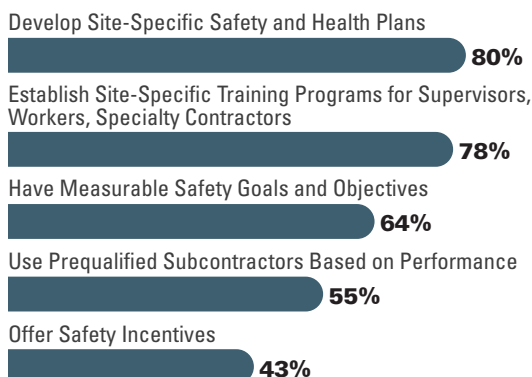 Develop Site-Specific Safety and Health Plans
80%
Establish Site-Specific Training Programs for Supervisors,
Workers, Specialty Contractors
78%
Have Measurable Safety Goals and Objectives
64%
Use Prequalified Subcontractors Based on Performance
55%
Offer Safety Incentives
43%